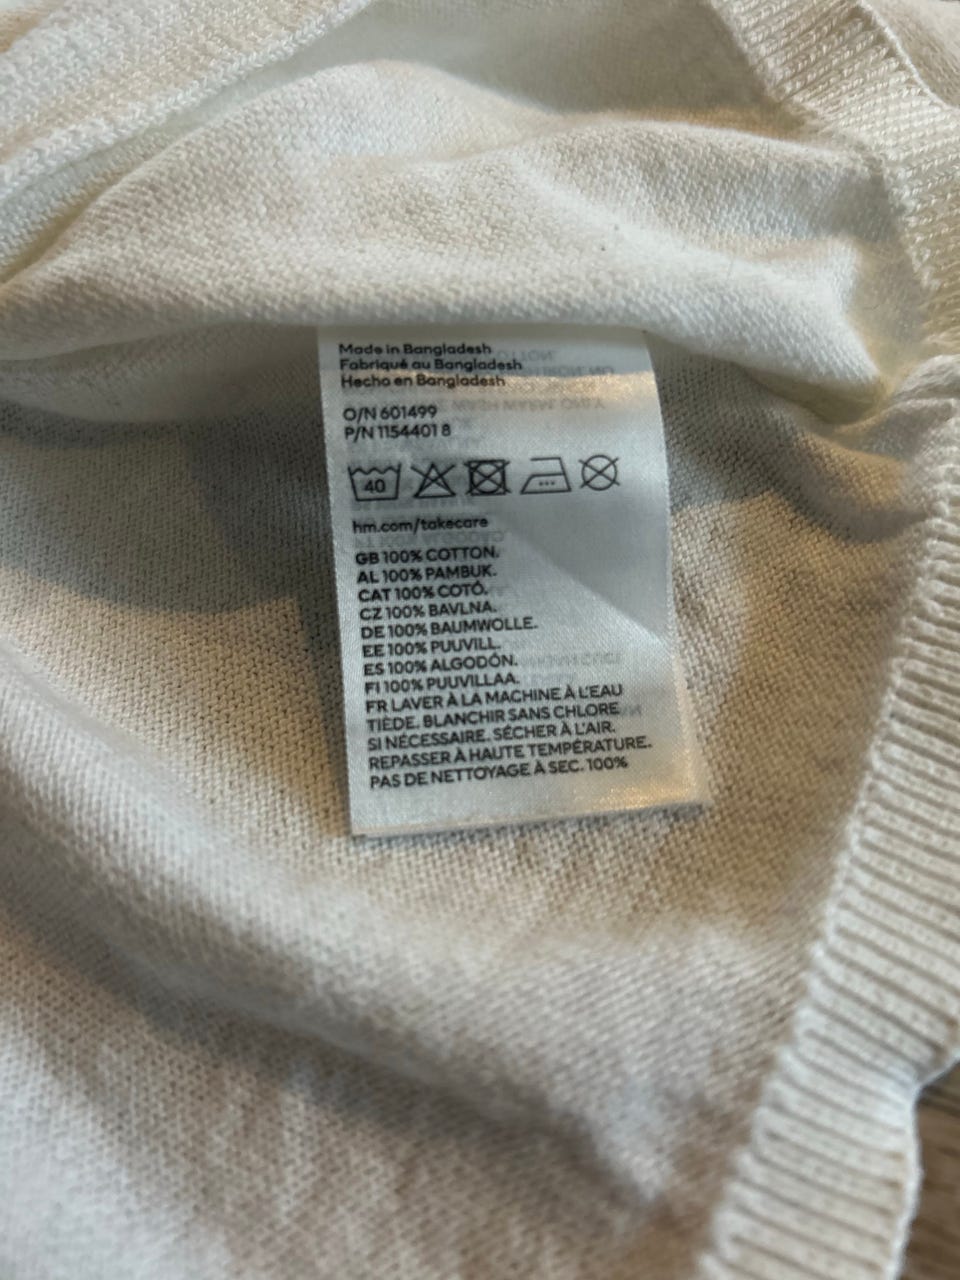 Made in Bangladesh
Fabriqué au Bangladesh
Hecho en Bangladesh
O/N 601499
P/N 1154401 8
40
hm.com/takecare
GB 100% COTTON.
AL 100% PAMBUK.
CAT 100% COTÓ.
CZ 100% BAVLNA.
DE 100% BAUMWOLLE.
EE 100% PUUVILL.
ES 100% ALGODÓN.
FI 100% PUUVILLAA.
FR LAVER À LA MACHINE À L'EAU
TIÈDE. BLANCHIR SANS CHLORE
SI NÉCESSAIRE. SÉCHER À L'AIR.
REPASSER À HAUTE TEMPÉRATURE.
PAS DE NETTOYAGE À SEC. 100%